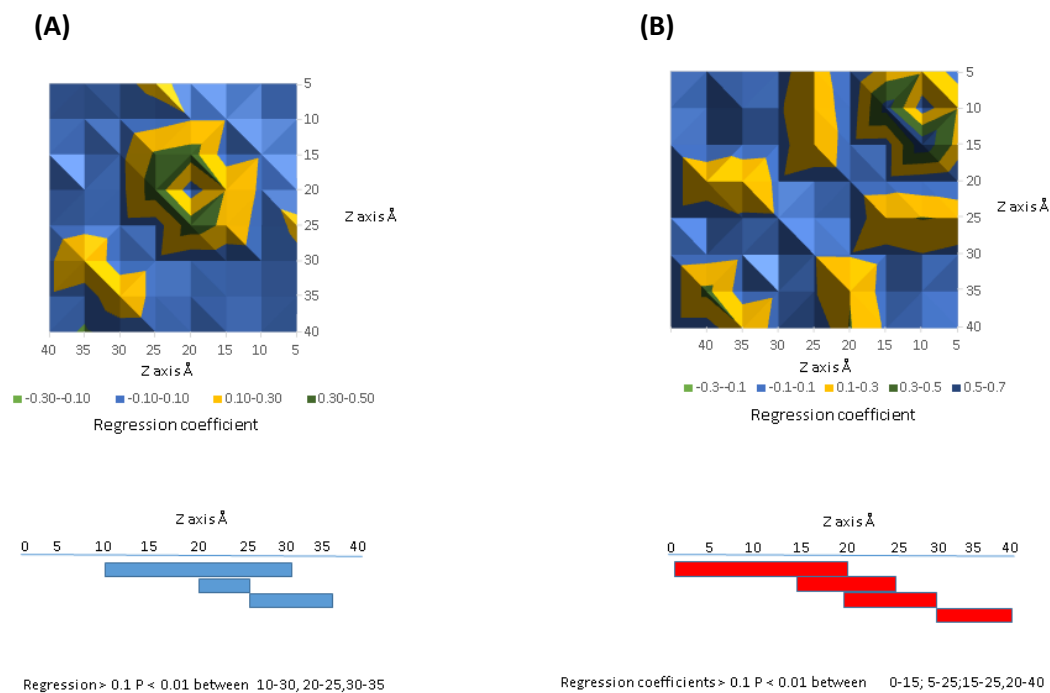 (A)
5
10
15
20
25
30
35
40
Z axis Å
40 35 30 25 20 15 10 5
Z axis Å
-0.30--0.10 -0.10-0.10 0.10-0.30 0.30-0.50
Regression coefficient
Z axis Å
0 5 10 15 20 25 30 35 40
Regression > 0.1 P < 0.01 between 10-30, 20-25,30-35
(B)
5
10
15
20
25
30
35
40
Z axis Å
40 35 30 25 20 15 10 5
Z axis Å
-0.3--0.1 -0.1-0.1 0.1-0.3 0.3-0.5 0.5-0.7
Regression coefficient
Z axis Å
0 5 10 15 20 25 30 35 40
Regression coefficients > 0.1 P < 0.01 between 0-15; 5-25;15-25,20-40